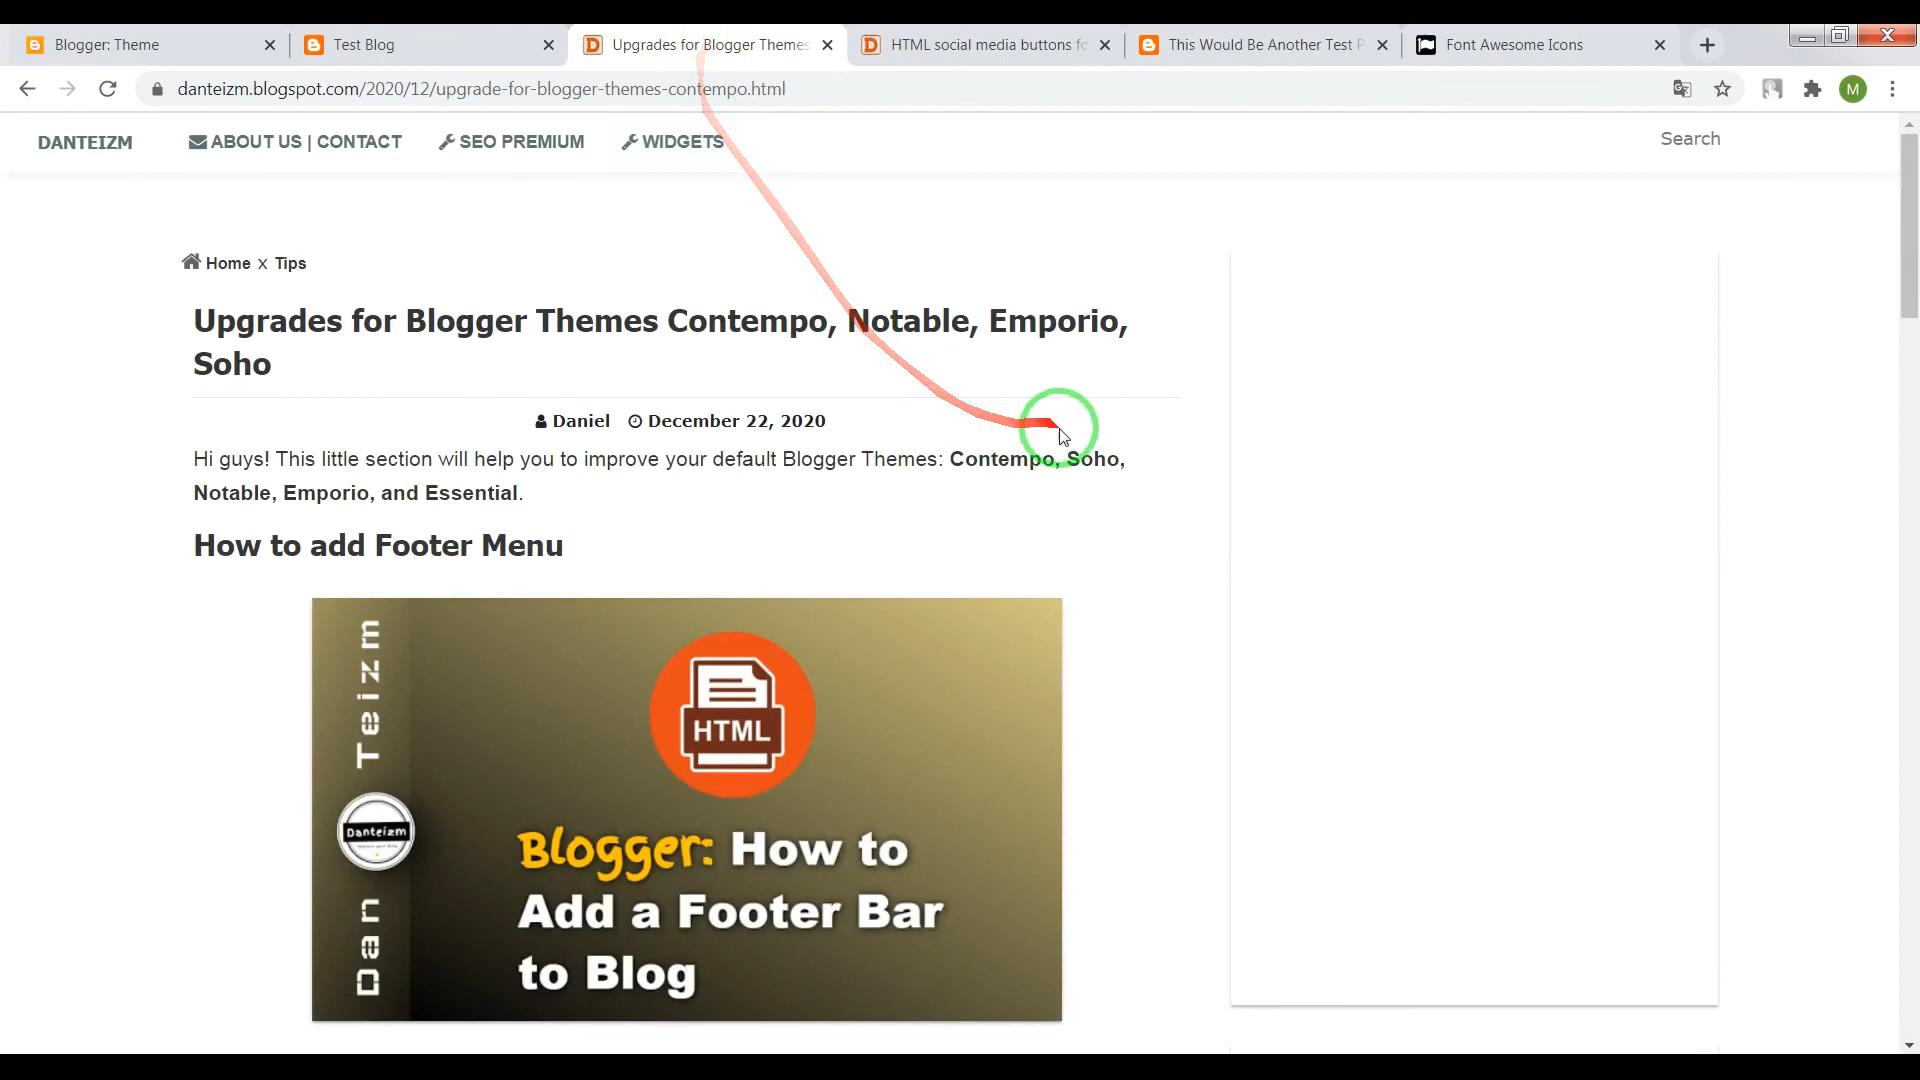 Blogger: Theme
Test Blog
Upgrades for Blogger Themes
HTML social media buttons fo
This Would Be Another Test P
Font Awesome Icons
danteizm.blogspot.com/2020/12/upgrade-for-blogger-themes-contempo.html
M
DANTEIZM
ABOUT US | CONTACT
SEO PREMIUM
WIDGETS
Search
Home x Tips
Upgrades for Blogger Themes Contempo, Notable, Emporio,
Soho
Daniel December 22, 2020
Hi guys! This little section will help you to improve your default Blogger Themes: Contempo, Soho,
Notable, Emporio, and Essential.
How to add Footer Menu
Dan Teizm
Danteizm
HTML
Blogger: How to
Add a Footer Bar
to Blog